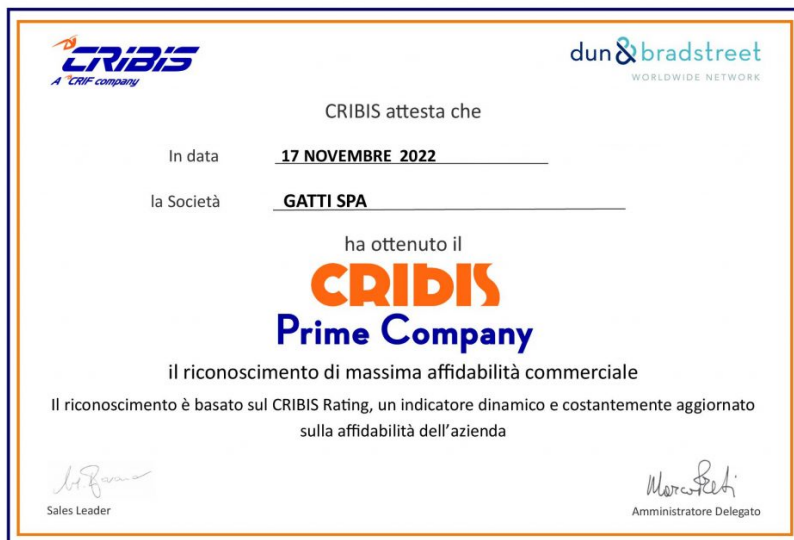 CRIBIS
A CRIF company
dun & bradstreet
WORLDWIDE NETWORK
CRIBIS attesta che
In data 17 NOVEMBRE 2022
la Società GATTI SPA
ha ottenuto il
CRIBIS
Prime Company
il riconoscimento di massima affidabilità commerciale
Il riconoscimento è basato sul CRIBIS Rating, un indicatore dinamico e costantemente aggiornato
sulla affidabilità dell'azienda
Sales Leader
Amministratore Delegato